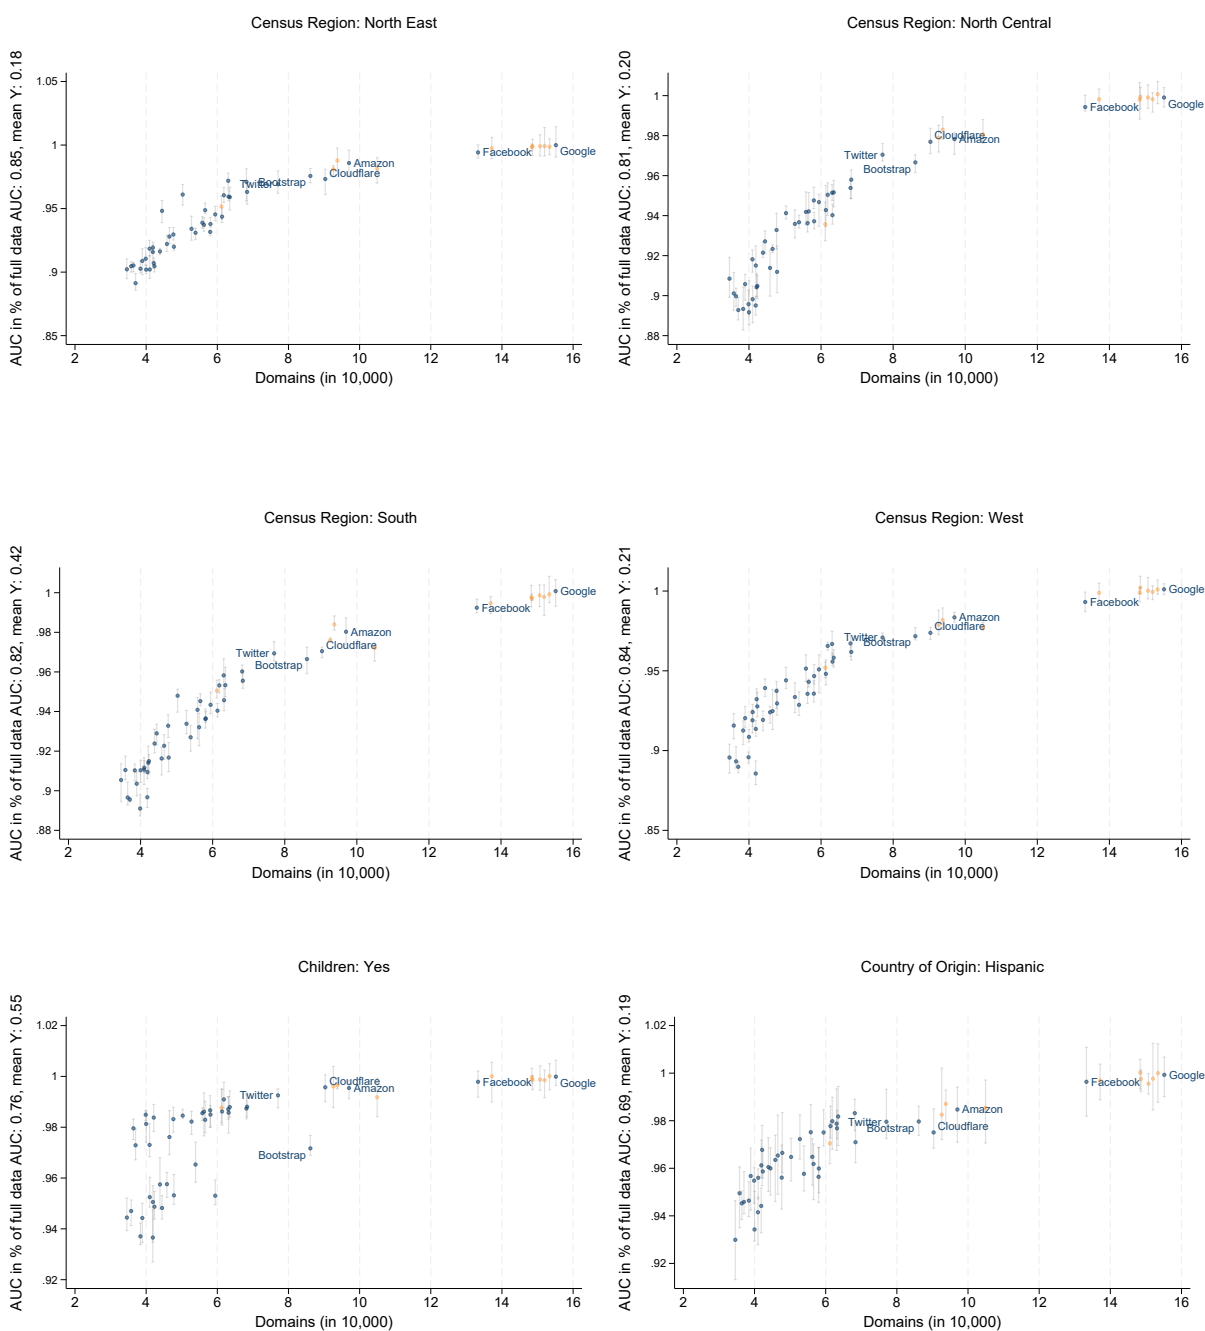 Census Region: North East
AUC in % of full data AUC: 0.85, mean Y: 0.18
1.05
1
.95
.9
.85
Facebook
Google
Amazon
Cloudflare
Twitter
Bootstrap
2 4 6 8 10 12 14 16
Domains (in 10,000)
Census Region: North Central
AUC in % of full data AUC: 0.81, mean Y: 0.20
1
.98
.96
.94
.92
.9
.88
Facebook
Google
Cloudflare
Amazon
Twitter
Bootstrap
2 4 6 8 10 12 14 16
Domains (in 10,000)
Census Region: South
AUC in % of full data AUC: 0.82, mean Y: 0.42
1
.98
.96
.94
.92
.9
.88
Google
Facebook
Amazon
Cloudflare
Twitter
Bootstrap
2 4 6 8 10 12 14 16
Domains (in 10,000)
Census Region: West
AUC in % of full data AUC: 0.84, mean Y: 0.21
1
.95
.9
.85
Google
Facebook
Amazon
Cloudflare
Twitter
Bootstrap
2 4 6 8 10 12 14 16
Domains (in 10,000)
Children: Yes
AUC in % of full data AUC: 0.76, mean Y: 0.55
1.02
1
.98
.96
.94
.92
Cloudflare
Facebook
Google
Amazon
Twitter
Bootstrap
2 4 6 8 10 12 14 16
Domains (in 10,000)
Country of Origin: Hispanic
AUC in % of full data AUC: 0.69, mean Y: 0.19
1.02
1
.98
.96
.94
.92
Google
Facebook
Amazon
Twitter
Bootstrap
Cloudflare
2 4 6 8 10 12 14 16
Domains (in 10,000)